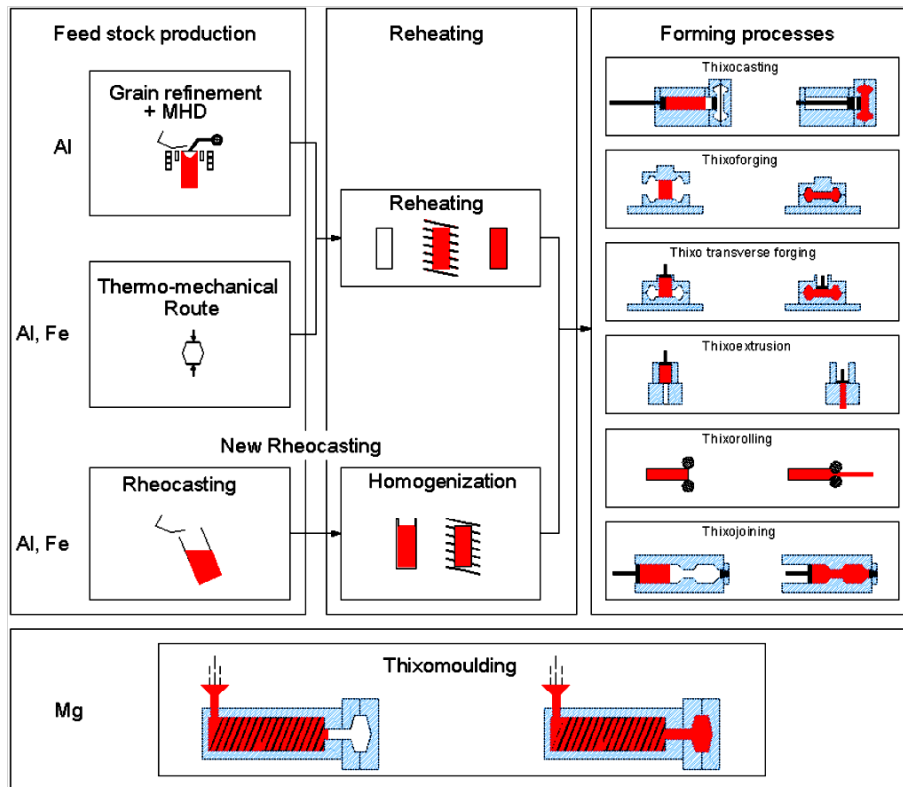 Feed stock production
Reheating
Forming processes
Grain refinement
+ MHD
Al
Thermo-mechanical
Route
Al, Fe
New Rheocasting
Rheocasting
Al, Fe
Reheating
Homogenization
Thixocasting
Thixoforging
Thixo transverse forging
Thixoextrusion
Thixorolling
Thixojoining
Thixomoulding
Mg